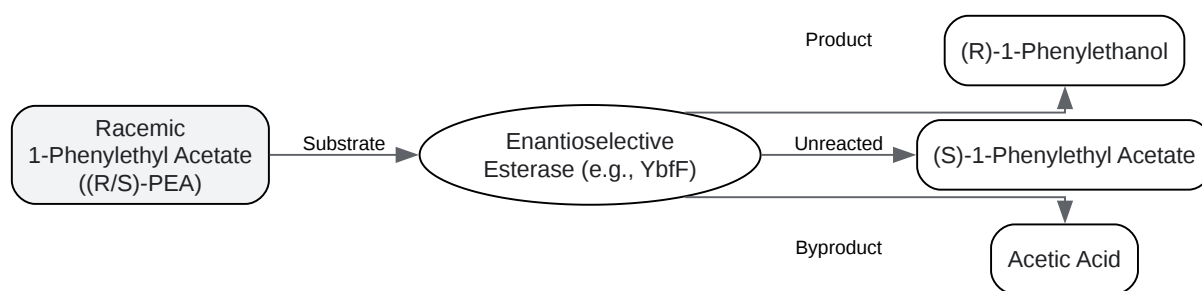 Product
(R)-1-Phenylethanol
Racemic
1-Phenylethyl Acetate
((R/S)-PEA)
Substrate
Enantioselective
Esterase (e.g., YbfF)
Unreacted
(S)-1-Phenylethyl Acetate
Byproduct
Acetic Acid